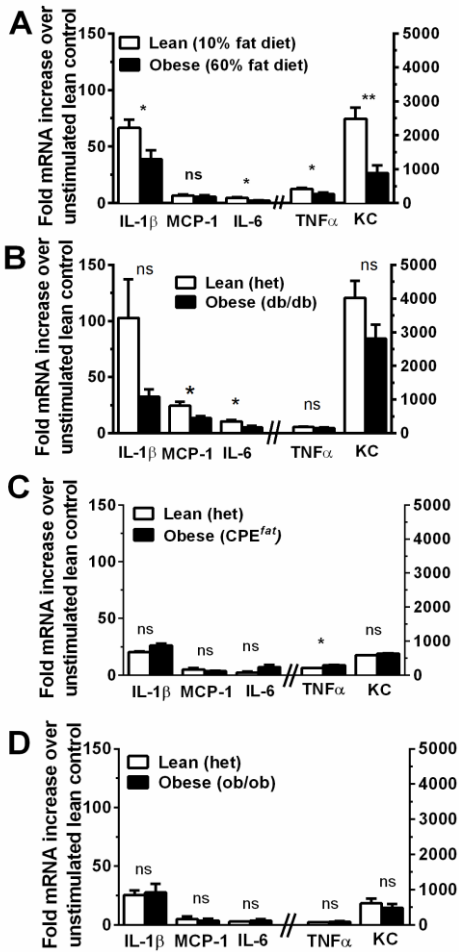 A
Fold mRNA increase over
unstimulated lean control
Lean (10% fat diet)
Obese (60% fat diet)
150
100
50
0
5000
4000
3000
2000
1000
0
*
ns
*
*
**
IL-1β MCP-1 IL-6 TNFα KC
B
Fold mRNA increase over
unstimulated lean control
Lean (het)
Obese (db/db)
150
100
50
0
5000
4000
3000
2000
1000
0
ns
*
*
ns
ns
IL-1β MCP-1 IL-6 TNFα KC
C
Fold mRNA increase over
unstimulated lean control
Lean (het)
Obese (CPEfat)
150
100
50
0
5000
4000
3000
2000
1000
0
ns
ns
ns
*
ns
IL-1β MCP-1 IL-6 TNFα KC
D
Fold mRNA increase over
unstimulated lean control
Lean (het)
Obese (ob/ob)
150
100
50
0
5000
4000
3000
2000
1000
0
ns
ns
ns
ns
ns
IL-1β MCP-1 IL-6 TNFα KC